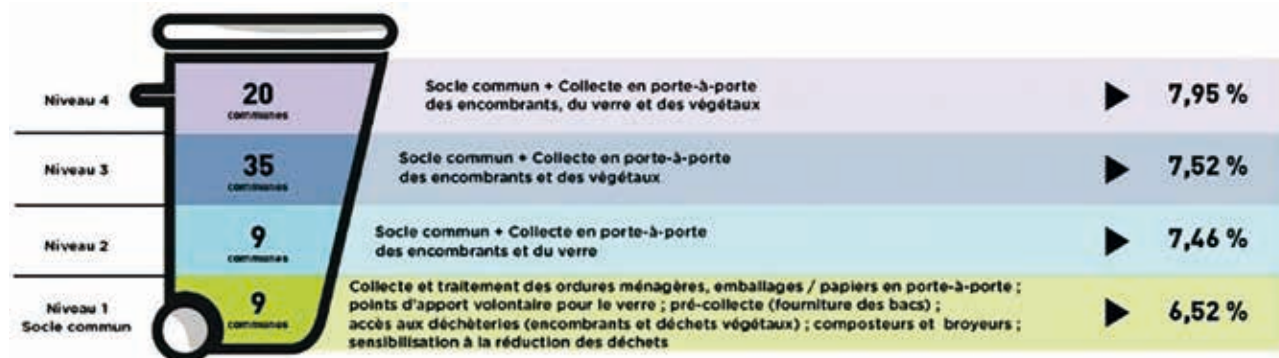 Niveau 4
20
communes
Socle commun + Collecte en porte-à-porte
des encombrants, du verre et des végétaux
7,95 %
Niveau 3
35
communes
Socle commun + Collecte en porte-à-porte
des encombrants et des végétaux
7,52 %
Niveau 2
9
communes
Socle commun + Collecte en porte-à-porte
des encombrants et du verre
7,46 %
Niveau 1
Socle commun
9
communes
Collecte et traitement des ordures ménagères, emballages / papiers en porte-à-porte ;
points d'apport volontaire pour le verre ; pré-collecte (fourniture des bacs) ;
accès aux déchèteries (encombrants et déchets végétaux) ; composteurs et broyeurs ;
sensibilisation à la réduction des déchets
6,52 %